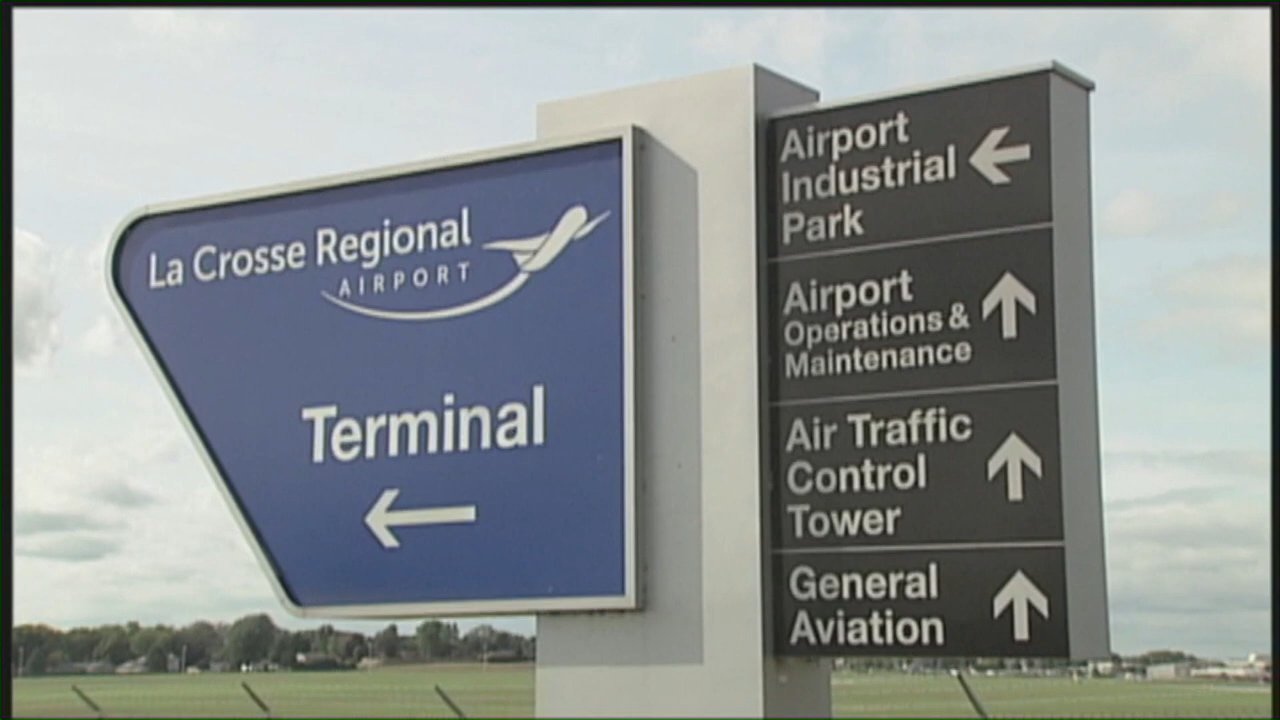 La Crosse Regional
AIRPORT
Terminal
Airport
Industrial
Park
Airport
Operations &
Maintenance
Air Traffic
Control
Tower
General
Aviation